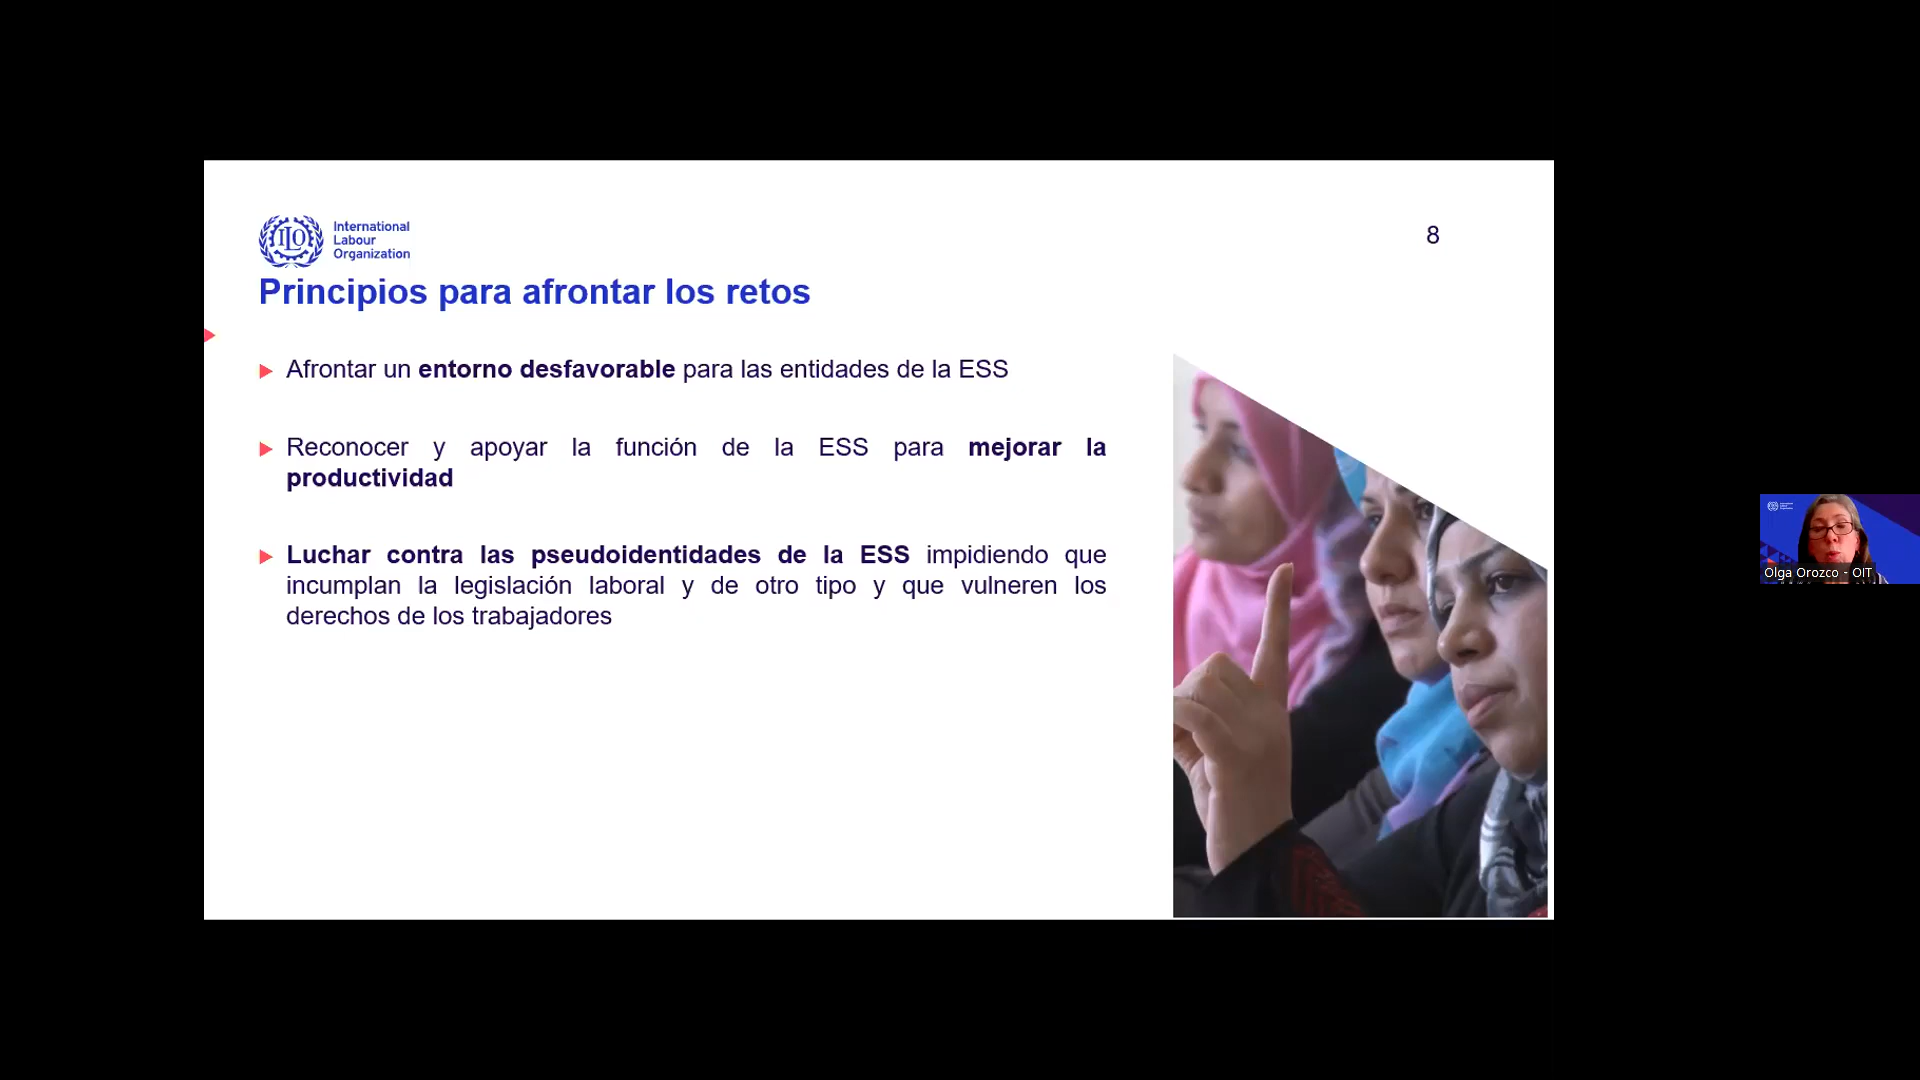 ILO
International
Labour
Organization
8
Principios para afrontar los retos
Afrontar un entorno desfavorable para las entidades de la ESS
Reconocer y apoyar la función de la ESS para mejorar la
productividad
Luchar contra las pseudoidentidades de la ESS impidiendo que
incumplan la legislación laboral y de otro tipo y que vulneren los
derechos de los trabajadores
Olga Orozco - OIT